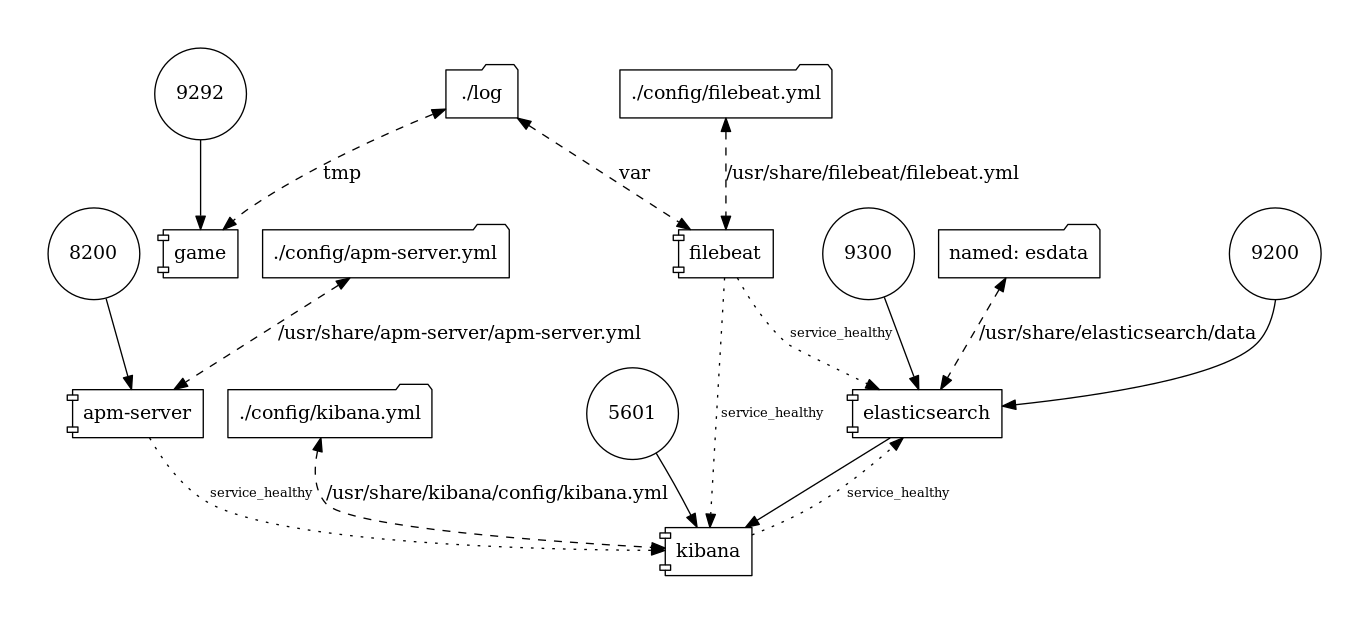 9292
./log
./config/filebeat.yml
tmp
var
/usr/share/filebeat/filebeat.yml
8200
game
./config/apm-server.yml
filebeat
9300
named: esdata
9200
/usr/share/apm-server/apm-server.yml
service_healthy
/usr/share/elasticsearch/data
apm-server
./config/kibana.yml
5601
service_healthy
elasticsearch
service_healthy
/usr/share/kibana/config/kibana.yml
service_healthy
kibana